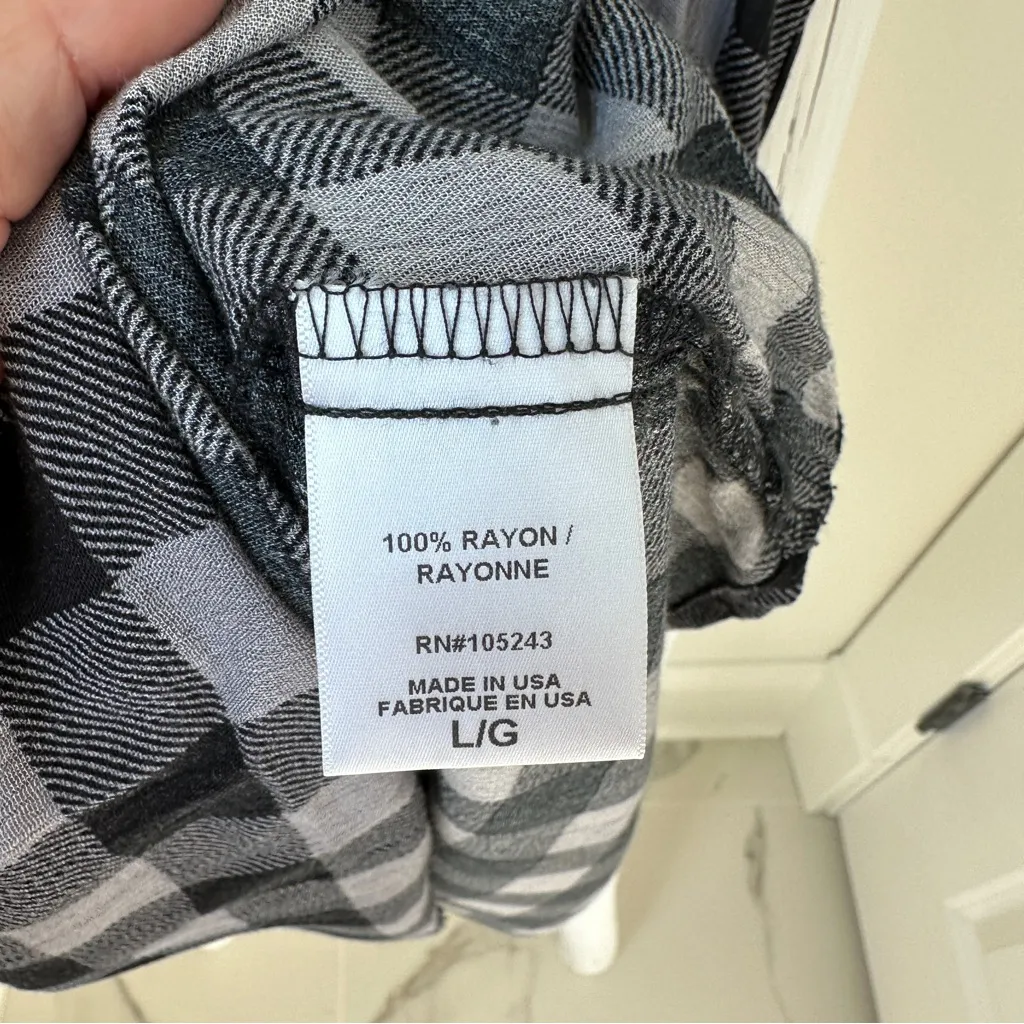 100% RAYON /
RAYONNE
RN#105243
MADE IN USA
FABRIQUE EN USA
L/G